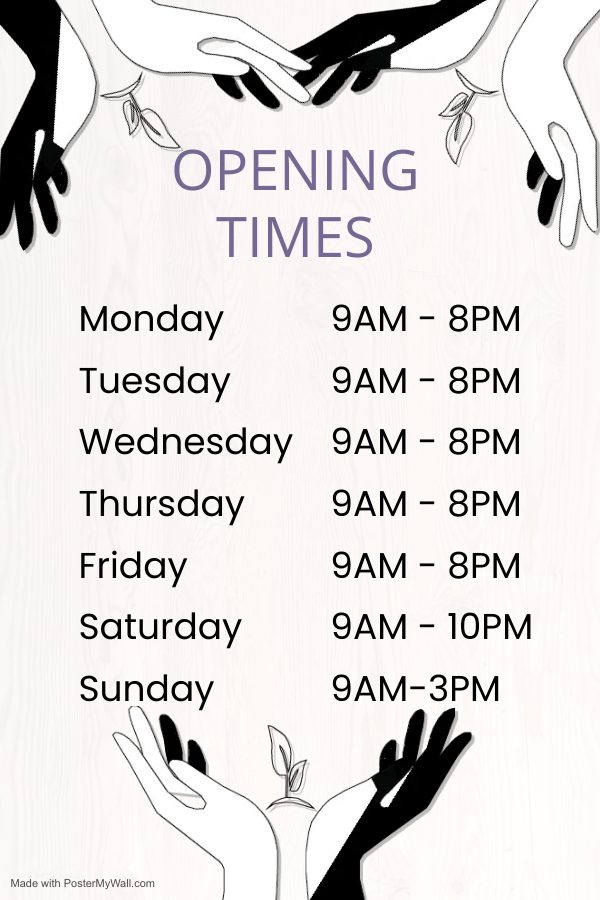 OPENING
TIMES
Monday 9AM - 8PM
Tuesday 9AM - 8PM
Wednesday 9AM - 8PM
Thursday 9AM - 8PM
Friday 9AM - 8PM
Saturday 9AM - 10PM
Sunday 9AM-3PM
Made with PosterMyWall.com